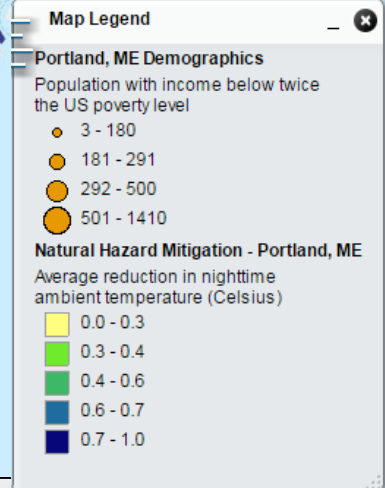 Map Legend
Portland, ME Demographics
Population with income below twice
the US poverty level
3 - 180
181 - 291
292 - 500
501 - 1410
Natural Hazard Mitigation - Portland, ME
Average reduction in nighttime
ambient temperature (Celsius)
0.0 - 0.3
0.3 - 0.4
0.4 - 0.6
0.6 - 0.7
0.7 - 1.0